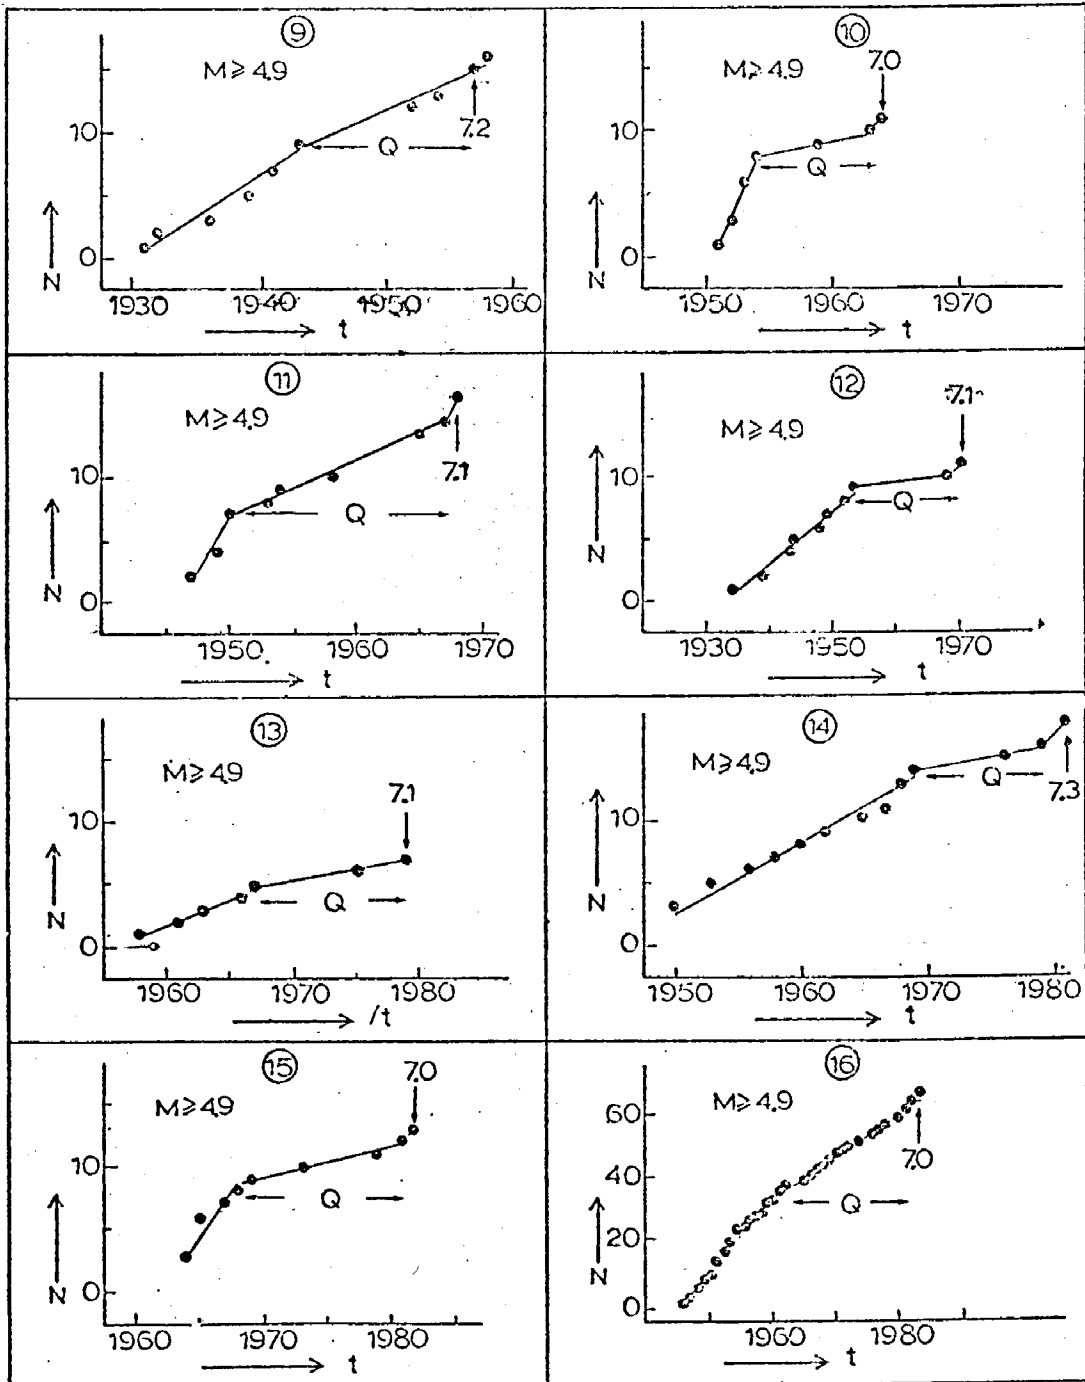 ⑨
M ≥ 4.9
10
0
N
Q
7.2
1930 1940 1950 1960
t
⑩
M ≥ 4.9
7.0
10
0
N
Q
1950 1960 1970
t
⑪
M ≥ 4.9
10
0
N
Q
7.1
1950 1960 1970
t
⑫
M ≥ 4.9
7.1
10
0
N
Q
1930 1950 1970
t
⑬
M ≥ 4.9
7.1
10
0
N
Q
1960 1970 1980
t
⑭
M ≥ 4.9
10
0
N
Q
7.3
1950 1960 1970 1980
t
⑮
M ≥ 4.9
7.0
10
0
N
Q
1960 1970 1980
t
⑯
M ≥ 4.9
60
40
20
0
N
Q
7.0
1960 1980
t